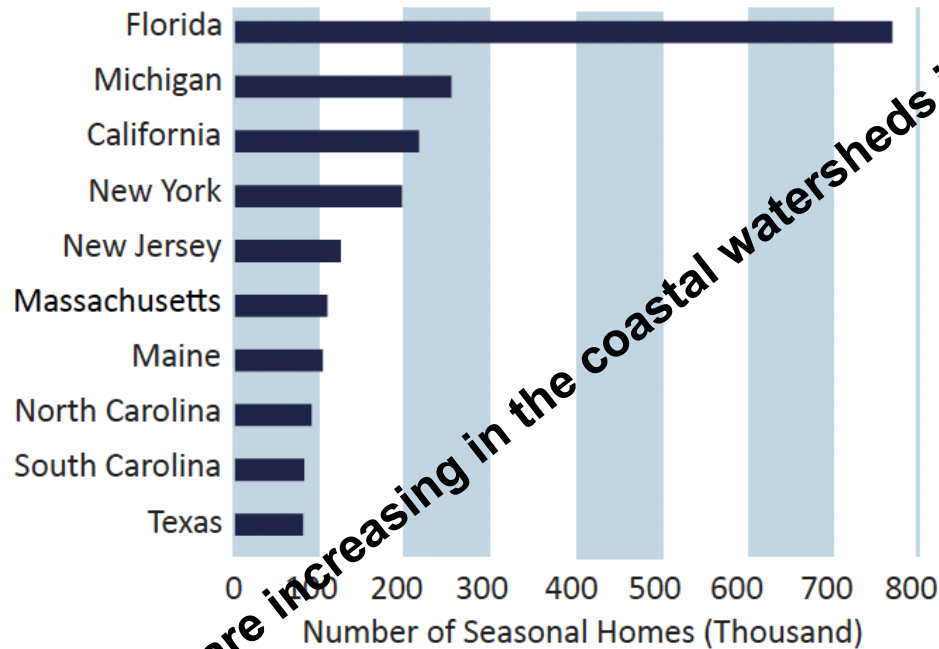 Florida
Michigan
California
New York
New Jersey
Massachusetts
Maine
North Carolina
South Carolina
Texas
0 100 200 300 400 500 600 700 800
Number of Seasonal Homes (Thousand)
are increasing in the coastal watersheds